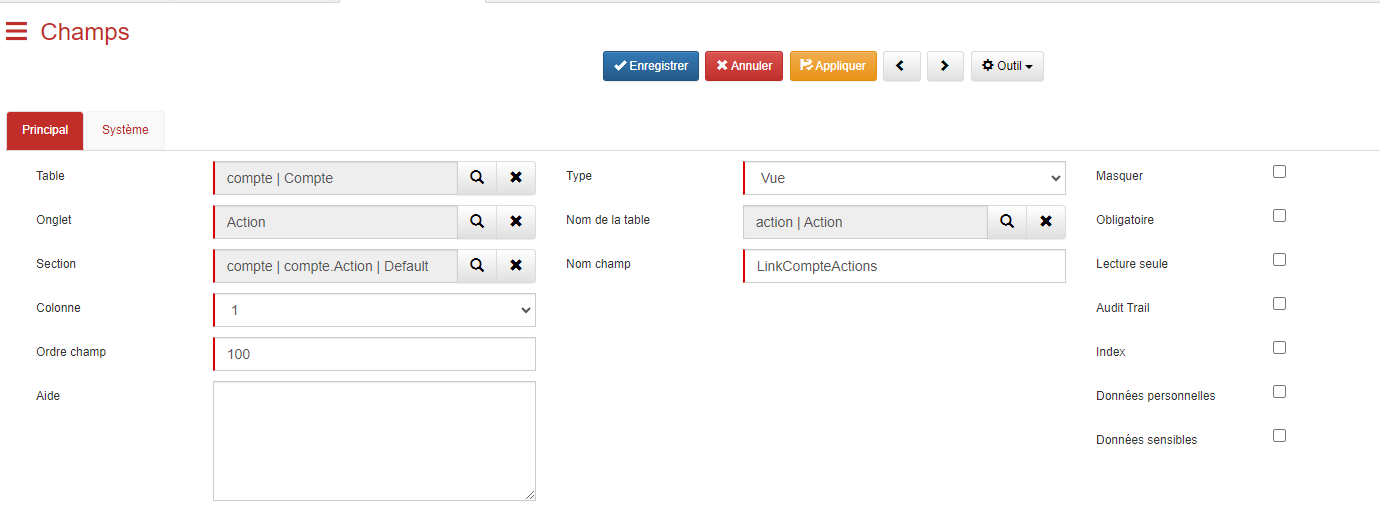 Champs
Enregistrer Annuler Appliquer Outil
Principal Système
Table compte | Compte Type Vue Masquer
Onglet Action Nom de la table action | Action Obligatoire
Section compte | compte.Action | Default Nom champ LinkCompteActions Lecture seule
Colonne 1 Audit Trail
Ordre champ 100 Index
Aide Données personnelles
Données sensibles